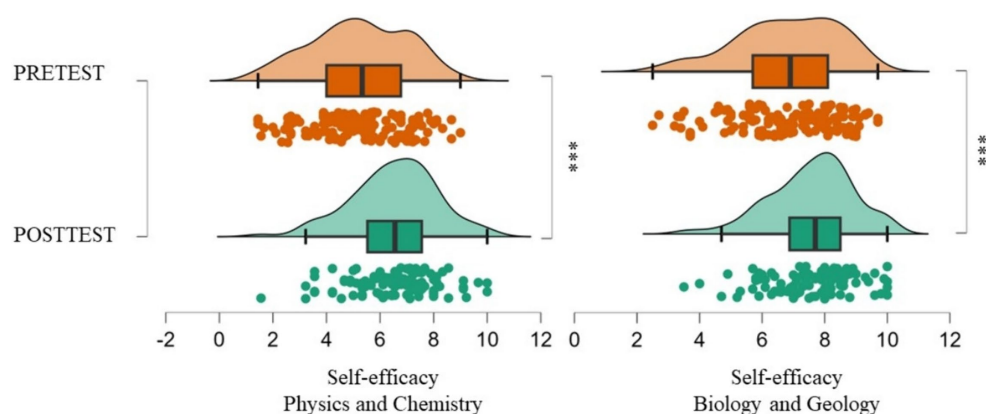 PRETEST
***
***
POSTTEST
-2 0 2 4 6 8 10 12
0 2 4 6 8 10 12
Self-efficacy
Physics and Chemistry
Self-efficacy
Biology and Geology